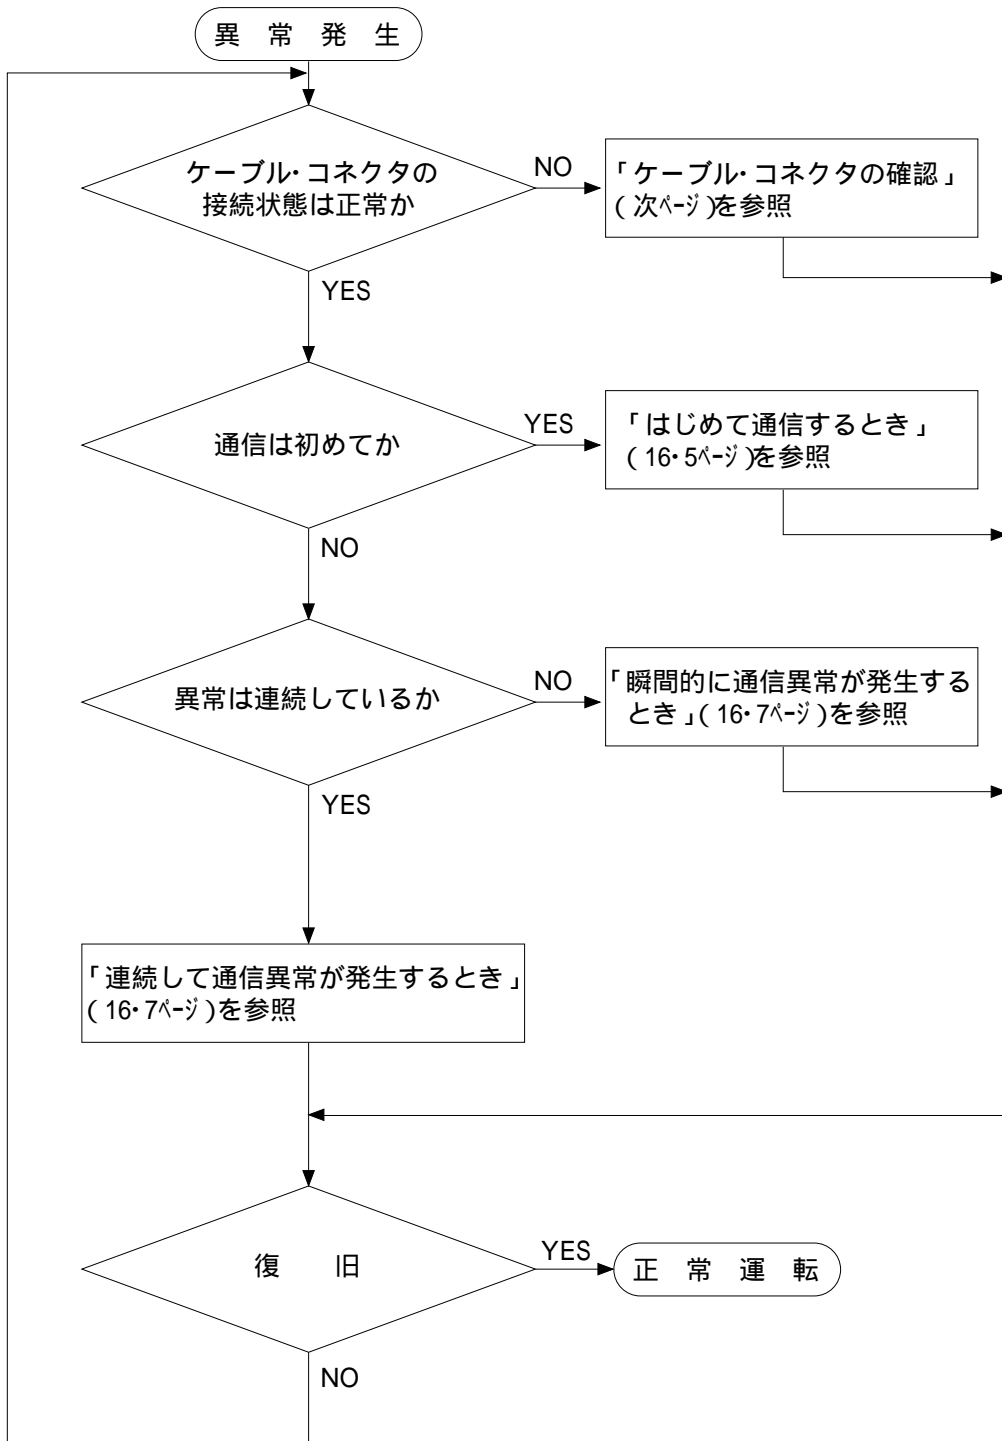 異 常 発 生
ケーブル・コネクタの
接続状態は正常か
NO
「ケーブル・コネクタの確認」
(次ページ)を参照
YES
通信は初めてか
YES
「はじめて通信するとき」
(16・5ページ)を参照
NO
異常は連続しているか
NO
「瞬間的に通信異常が発生する
とき」(16・7ページ)を参照
YES
「連続して通信異常が発生するとき」
(16・7ページ)を参照
復 旧
YES
正 常 運 転
NO